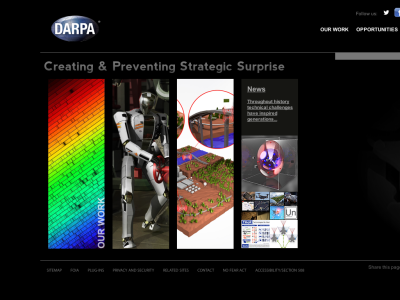 Follow us
DARPA
OUR WORK
OPPORTUNITIES
Creating & Preventing Strategic Surprise
OUR WORK
News
Throughout history
technical challenges
have inspired
generations...
Un
Share this page
SITEMAP
FOIA
PLUG INS
PRIVACY AND SECURITY
RELATED SITES
CONTACT
NO FEAR ACT
ACCESSIBILITY/SECTION 508